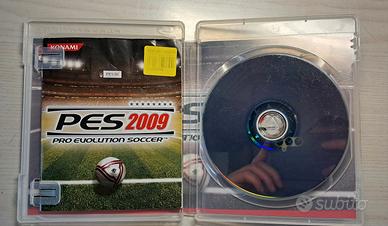 KONAMI
PES 2009
PRO EVOLUTION SOCCER
subito